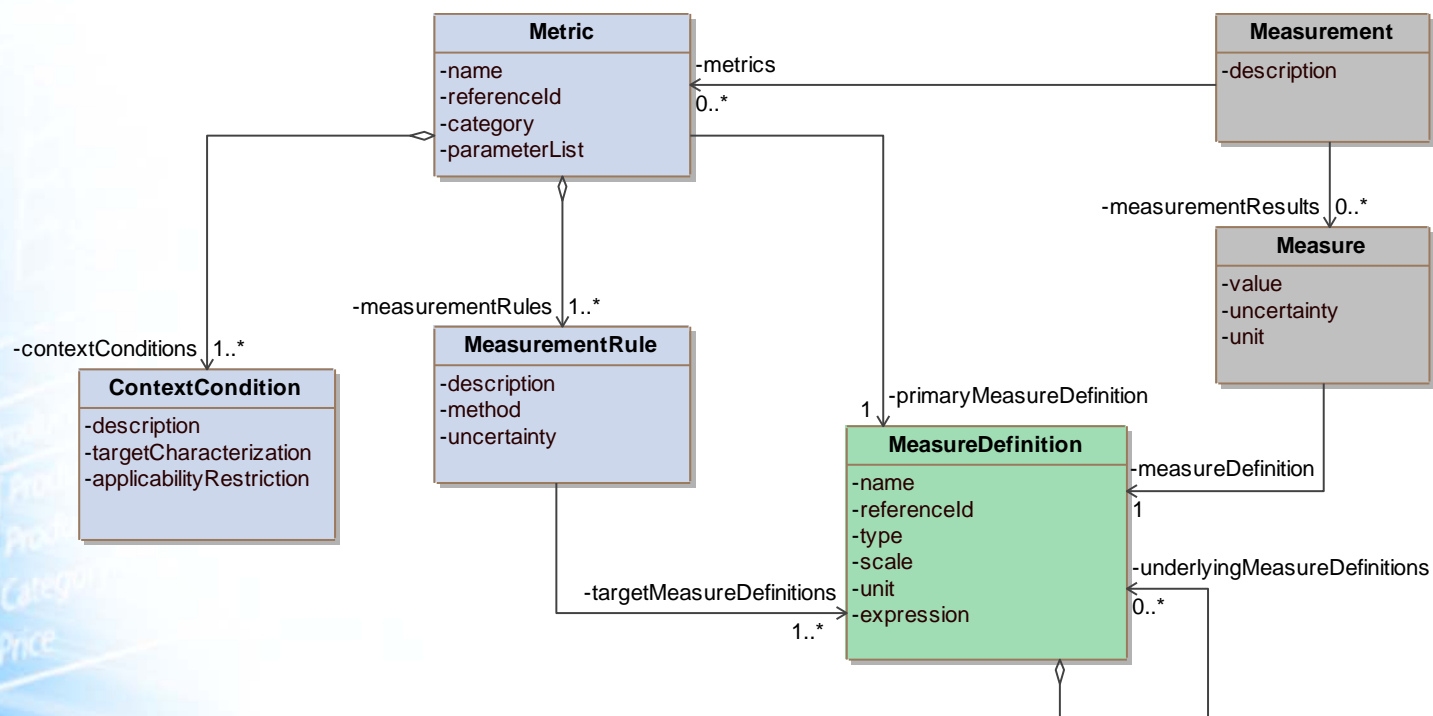 Metric
-name
-referenceId
-category
-parameterList
Measurement
-description
-metrics
0..*
-measurementResults 0..*
Measure
-value
-uncertainty
-unit
-measurementRules 1..*
MeasurementRule
-description
-method
-uncertainty
-contextConditions 1..*
ContextCondition
-description
-targetCharacterization
-applicabilityRestriction
-primaryMeasureDefinition
1
MeasureDefinition
-name
-referenceId
-type
-scale
-unit
-expression
-measureDefinition
1
-underlyingMeasureDefinitions
0..*
-targetMeasureDefinitions
1..*
Price